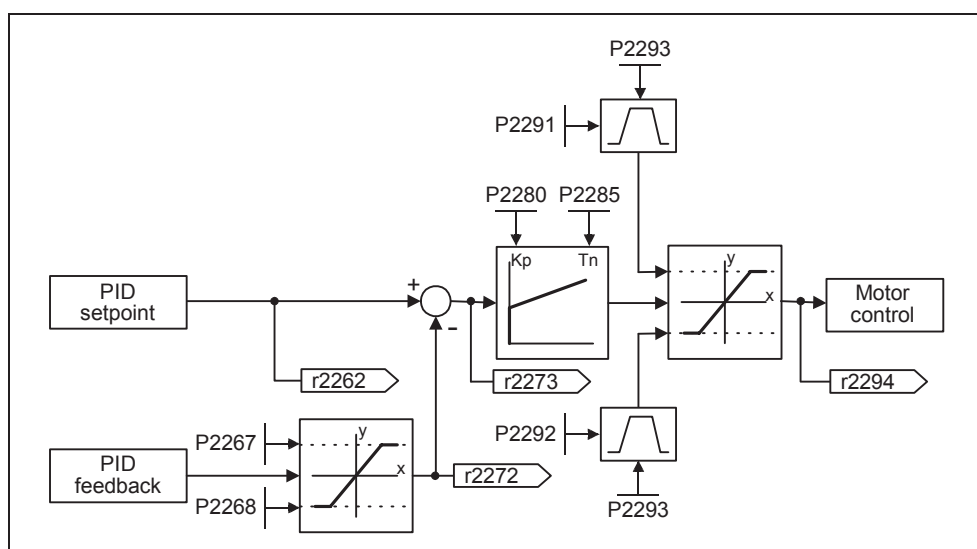 P2293
P2291
P2280
P2285
Kp
Tn
y
x
PID
setpoint
+
-
Motor
control
r2262
r2273
r2294
P2267
y
x
PID
feedback
P2268
r2272
P2292
P2293